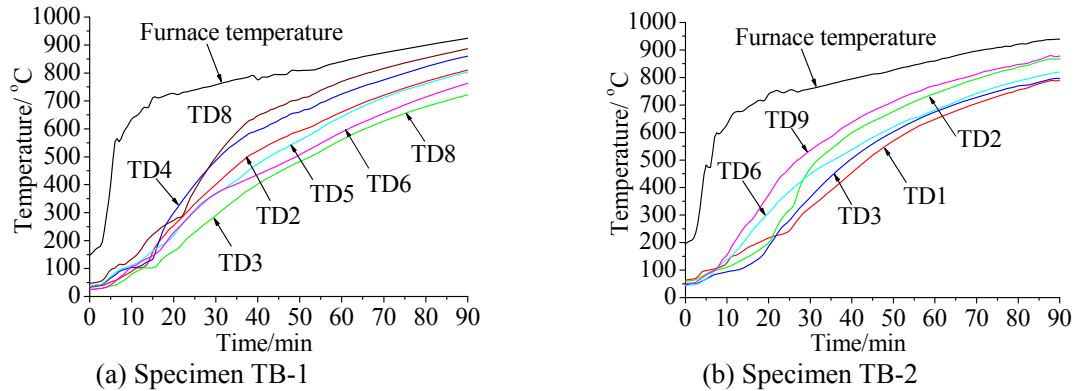 1000
900
800
700
600
500
400
300
200
100
0
Temperature/ °C
Furnace temperature
TD8
TD4
TD8
TD6
TD5
TD2
TD3
0 10 20 30 40 50 60 70 80 90
Time/min
(a) Specimen TB-1
1000
900
800
700
600
500
400
300
200
100
0
Temperature/ °C
Furnace temperature
TD9
TD2
TD6
TD1
TD3
0 10 20 30 40 50 60 70 80 90
Time/min
(b) Specimen TB-2